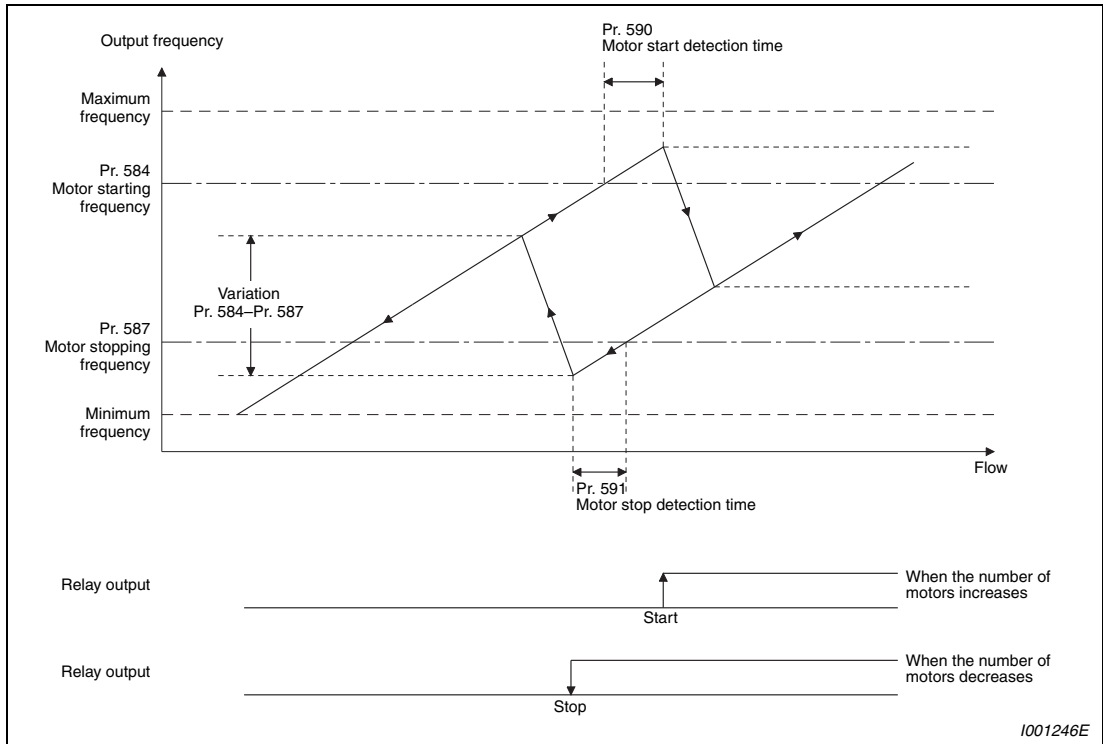 Pr. 590
Motor start detection time
Output frequency
Maximum
frequency
Pr. 584
Motor starting
frequency
Variation
Pr. 584–Pr. 587
Pr. 587
Motor stopping
frequency
Minimum
frequency
Flow
Pr. 591
Motor stop detection time
Relay output
When the number of
motors increases
Start
Relay output
When the number of
motors decreases
Stop
I001246E